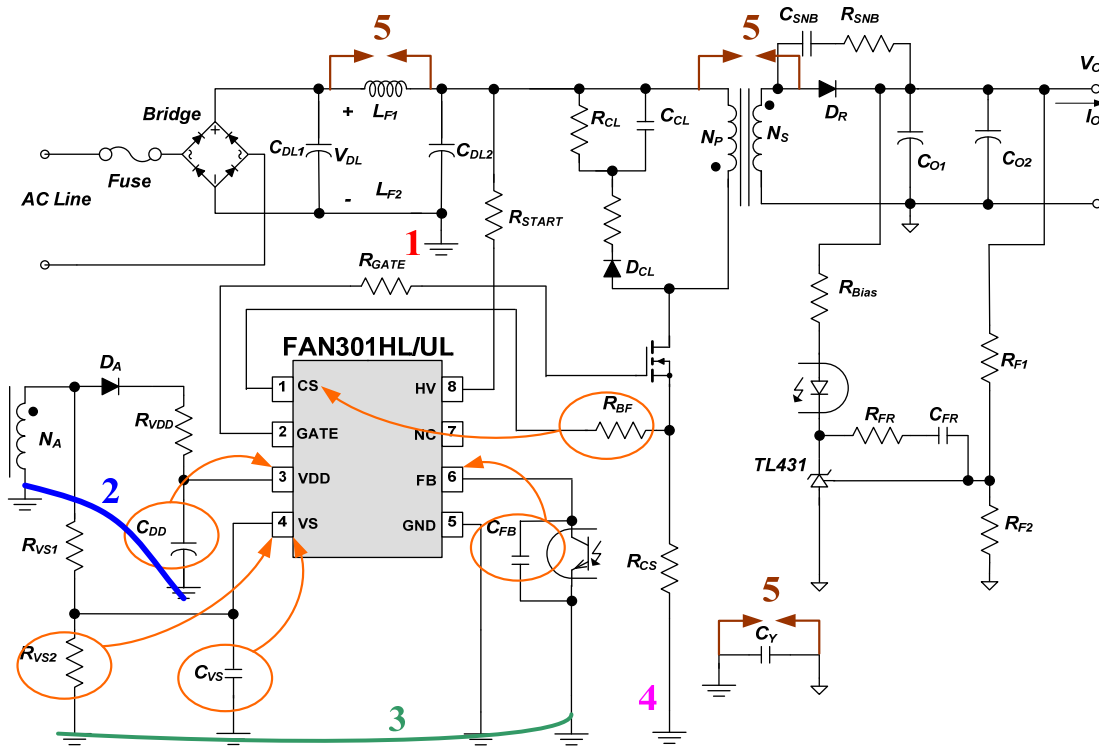 5
5
CSNB
RSNB
VO
IO
Bridge
+
LF1
CDL1
VDL
CDL2
-
LF2
RCL
CCL
NP
NS
DR
CO1
CO2
Fuse
AC Line
1
RSTART
RGATE
DCL
RBias
FAN301HL/UL
DA
1
CS
HV
8
RBF
RF1
NA
RVDD
2
GATE
NC
7
RFR
CFR
TL431
2
3
VDD
FB
6
CDD
4
VS
GND
5
CFB
RVS1
RF2
RCS
5
CY
RVS2
CVS
3
4